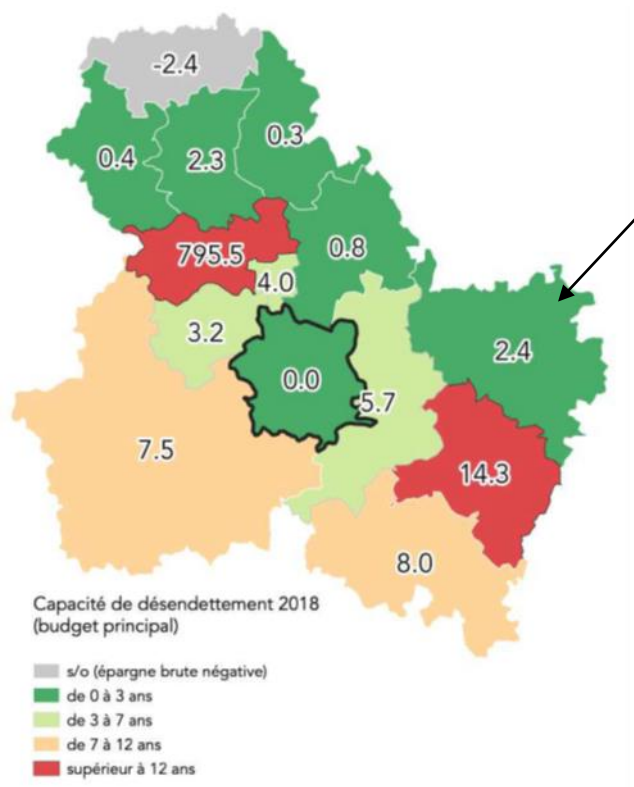 -2.4
0.3
0.4
2.3
0.8
795.5
4.0
3.2
2.4
0.0
5.7
7.5
14.3
8.0
Capacité de désendettement 2018
(budget principal)
s/o (épargne brute négative)
de 0 à 3 ans
de 3 à 7 ans
de 7 à 12 ans
supérieur à 12 ans